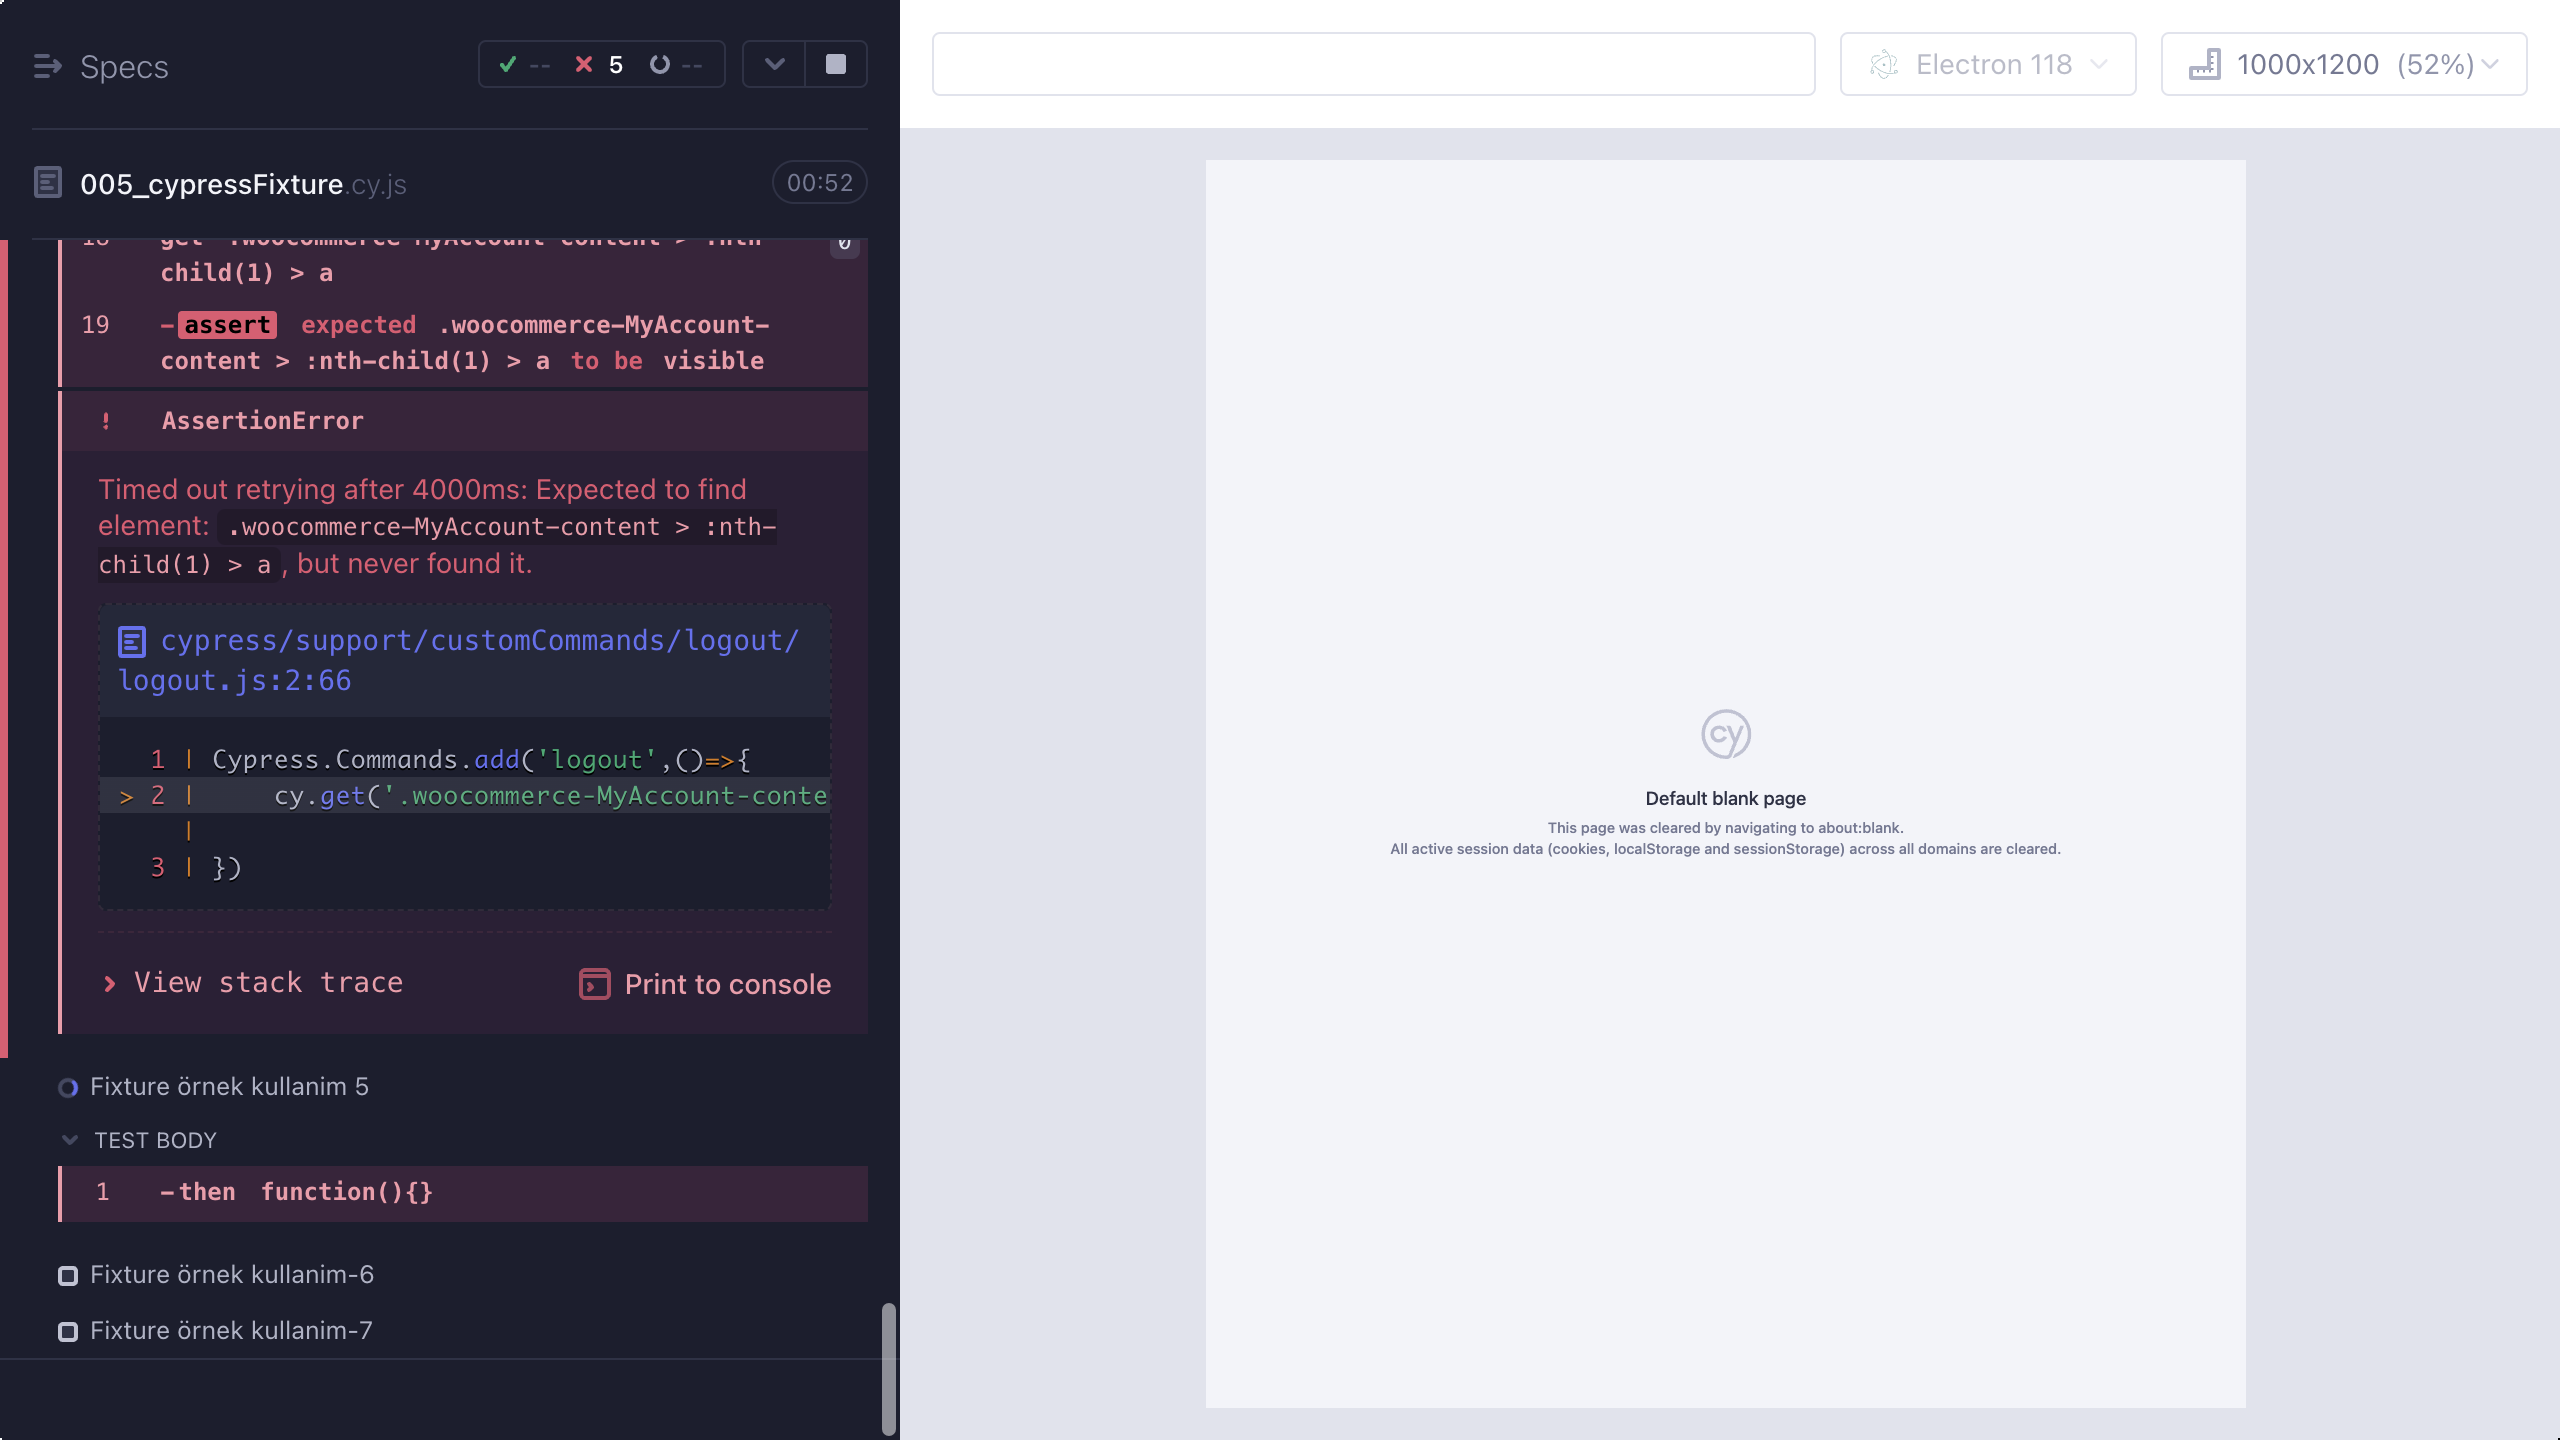 Specs
--
5
--
005_cypressFixture.cy.js
00:52
child(1) > a
19 -assert expected .woocommerce-MyAccount-
content > :nth-child(1) > a to be visible
! AssertionError
Timed out retrying after 4000ms: Expected to find
element: .woocommerce-MyAccount-content > :nth-
child(1) > a , but never found it.
cypress/support/customCommands/logout/
logout.js:2:66
1 | Cypress.Commands.add('logout',()=>{
> 2 | cy.get('.woocommerce-MyAccount-conte
|
3 | })
View stack trace
Print to console
Fixture örnek kullanim 5
TEST BODY
1 -then function(){}
Fixture örnek kullanim-6
Fixture örnek kullanim-7
Electron 118
1000x1200 (52%)
cy
Default blank page
This page was cleared by navigating to about:blank.
All active session data (cookies, localStorage and sessionStorage) across all domains are cleared.